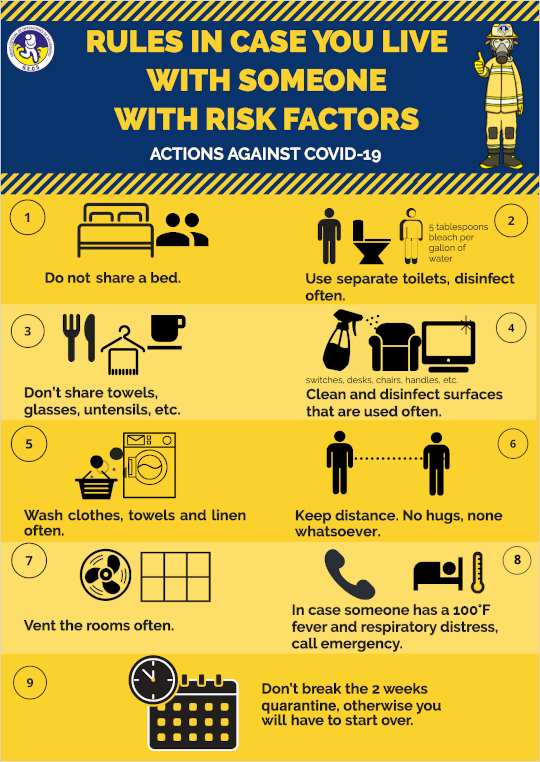 RULES IN CASE YOU LIVE
WITH SOMEONE
WITH RISK FACTORS
ACTIONS AGAINST COVID-19
1
Do not share a bed.
2
5 tablespoons
bleach per
gallon of
water
Use separate toilets, disinfect
often.
3
Don't share towels,
glasses, untensils, etc.
4
switches, desks, chairs, handles, etc.
Clean and disinfect surfaces
that are used often.
5
Wash clothes, towels and linen
often.
6
Keep distance. No hugs, none
whatsoever.
7
Vent the rooms often.
8
In case someone has a 100°F
fever and respiratory distress,
call emergency.
9
Don't break the 2 weeks
quarantine, otherwise you
will have to start over.